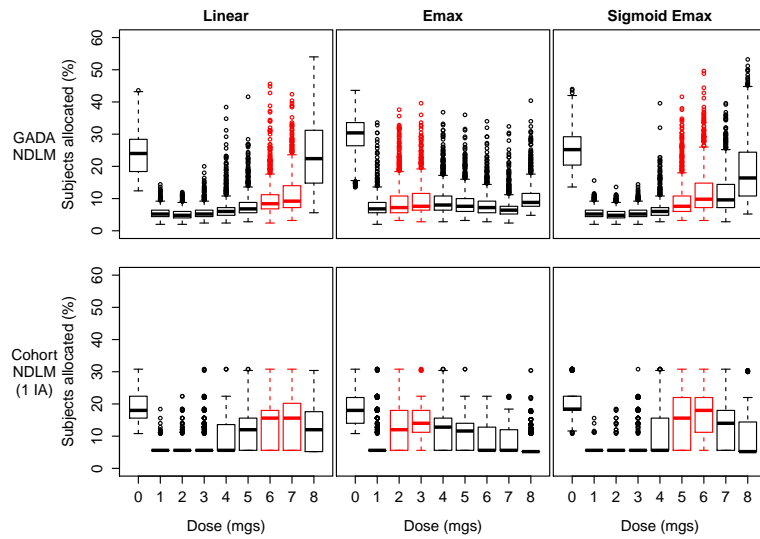 Linear Emax Sigmoid Emax
GADA
NDLM
Subjects allocated (%)
60
50
40
30
20
10
0
Cohort
NDLM
(1 IA)
Subjects allocated (%)
60
50
40
30
20
10
0
0 1 2 3 4 5 6 7 8 0 1 2 3 4 5 6 7 8 0 1 2 3 4 5 6 7 8
Dose (mgs) Dose (mgs) Dose (mgs)